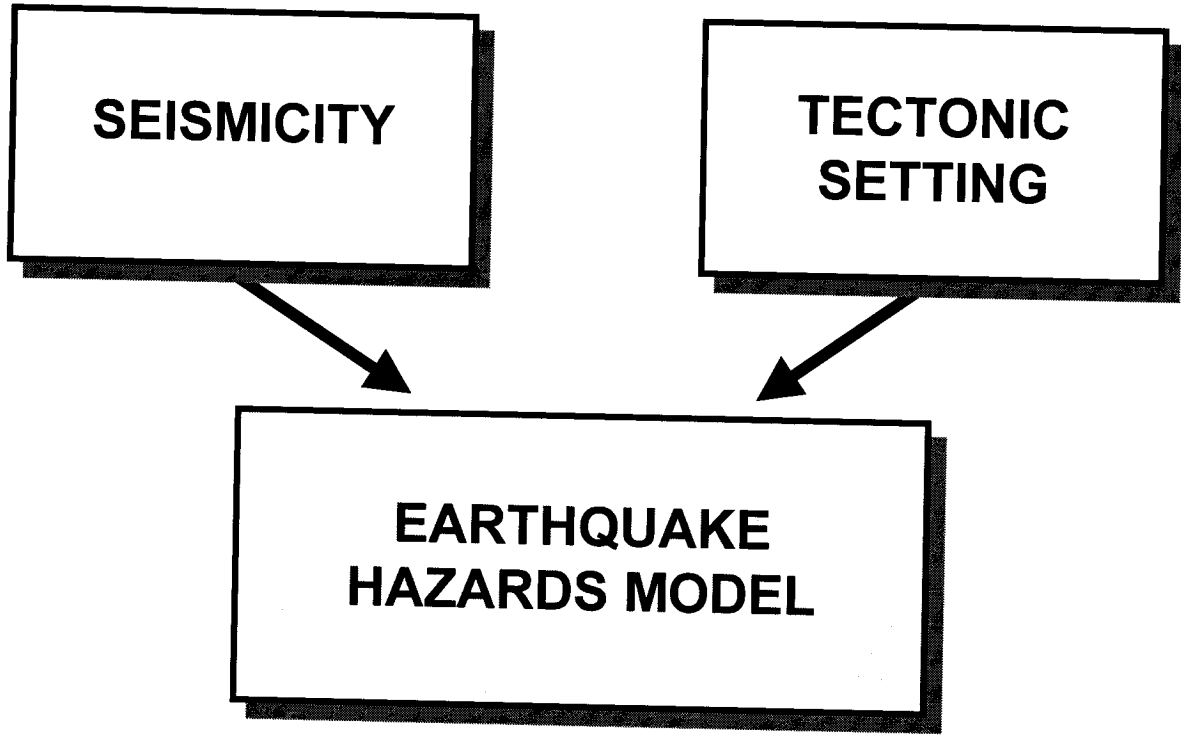 SEISMICITY
TECTONIC
SETTING
EARTHQUAKE
HAZARDS MODEL